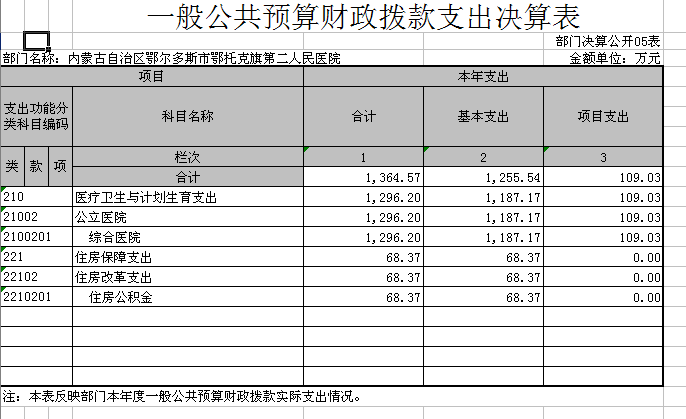 一般公共预算财政拨款支出决算表
部门决算公开05表
部门名称：内蒙古自治区鄂尔多斯市鄂托克旗第二人民医院 金额单位：万元
项目 本年支出
支出功能分类科目编码 科目名称 合计 基本支出 项目支出
类 款 项 栏次 1 2 3
合计 1,364.57 1,255.54 109.03
210 医疗卫生与计划生育支出 1,296.20 1,187.17 109.03
21002 公立医院 1,296.20 1,187.17 109.03
2100201 综合医院 1,296.20 1,187.17 109.03
221 住房保障支出 68.37 68.37 0.00
22102 住房改革支出 68.37 68.37 0.00
2210201 住房公积金 68.37 68.37 0.00
注：本表反映部门本年度一般公共预算财政拨款实际支出情况。